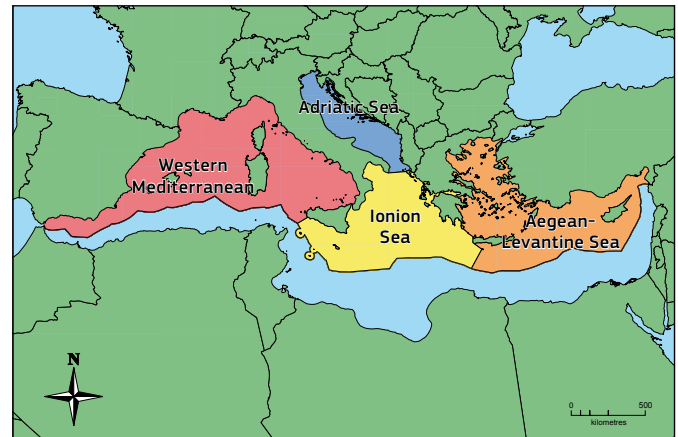 Adriatic Sea
Western
Mediterranean
Ionion
Sea
Aegean-
Levantine Sea
N
0 500
kilometres